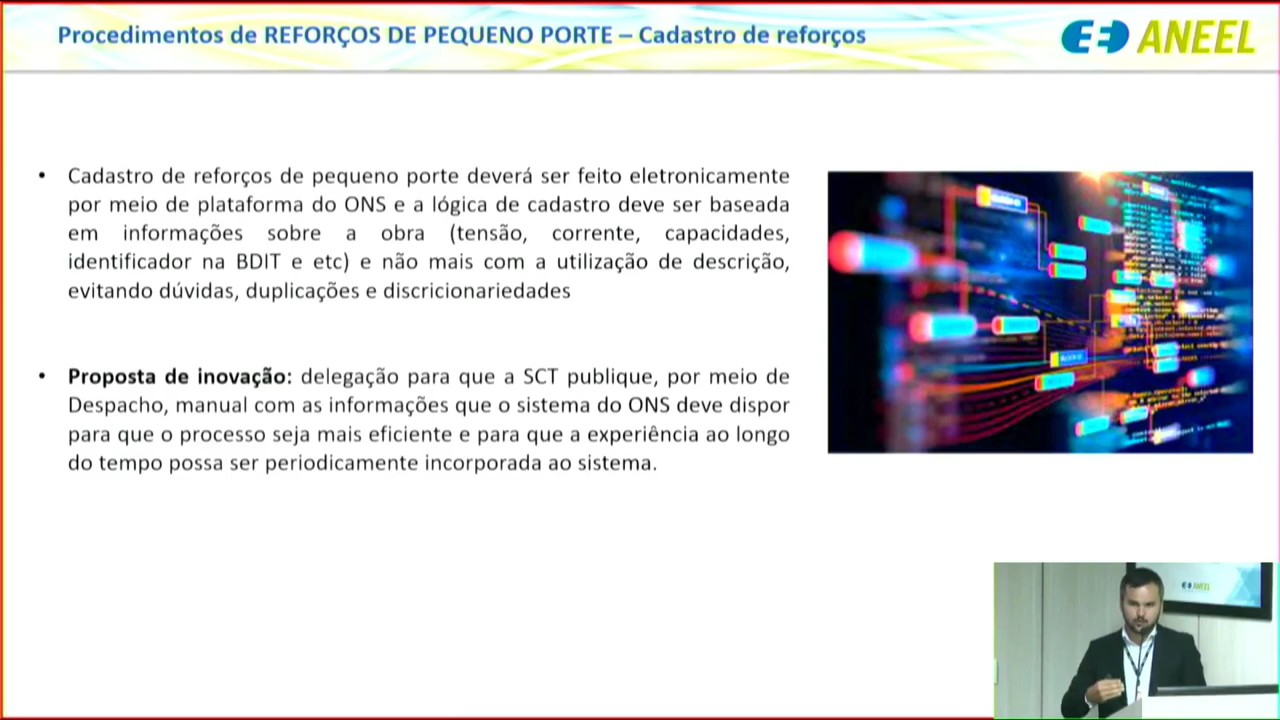 Procedimentos de REFORÇOS DE PEQUENO PORTE – Cadastro de reforços
ANEEL
• Cadastro de reforços de pequeno porte deverá ser feito eletronicamente
por meio de plataforma do ONS e a lógica de cadastro deve ser baseada
em informações sobre a obra (tensão, corrente, capacidades,
identificador na BDIT e etc) e não mais com a utilização de descrição,
evitando dúvidas, duplicações e discricionariedades
• Proposta de inovação: delegação para que a SCT publique, por meio de
Despacho, manual com as informações que o sistema do ONS deve dispor
para que o processo seja mais eficiente e para que a experiência ao longo
do tempo possa ser periodicamente incorporada ao sistema.
ANEEL